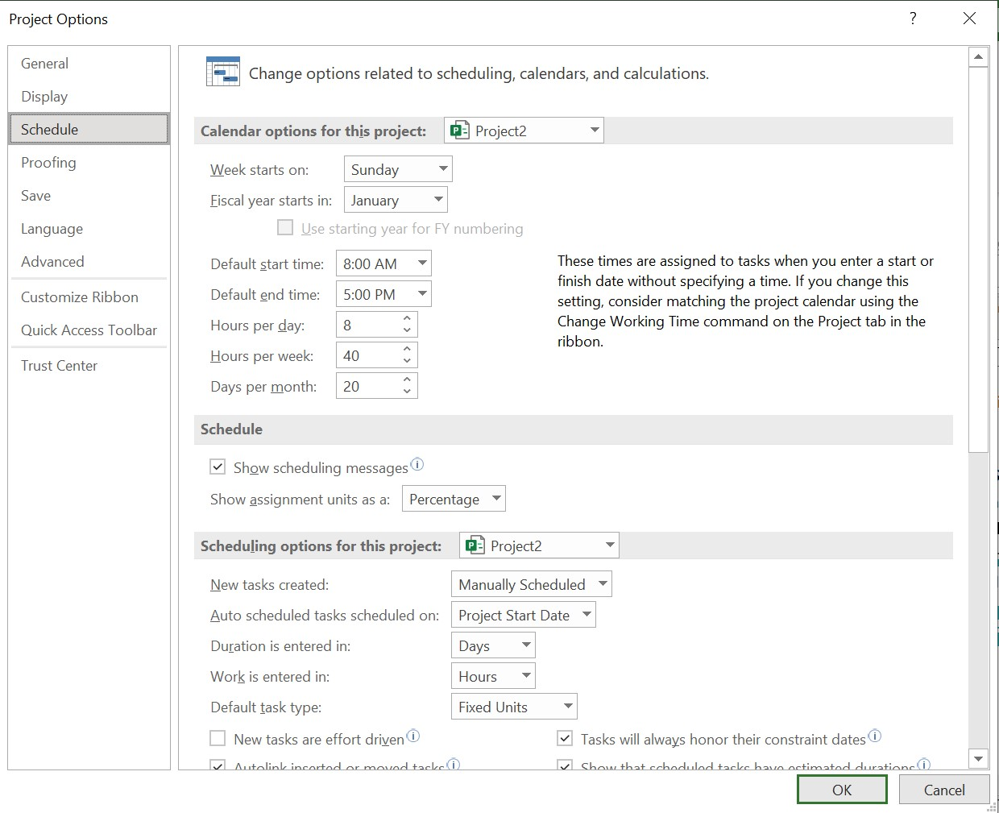 Project Options
?
General
Display
Schedule
Proofing
Save
Language
Advanced
Customize Ribbon
Quick Access Toolbar
Trust Center
Change options related to scheduling, calendars, and calculations.
Calendar options for this project: Project2
Week starts on: Sunday
Fiscal year starts in: January
Use starting year for FY numbering
Default start time: 8:00 AM
Default end time: 5:00 PM
Hours per day: 8
Hours per week: 40
Days per month: 20
These times are assigned to tasks when you enter a start or
finish date without specifying a time. If you change this
setting, consider matching the project calendar using the
Change Working Time command on the Project tab in the
ribbon.
Schedule
Show scheduling messages
Show assignment units as a: Percentage
Scheduling options for this project: Project2
New tasks created: Manually Scheduled
Auto scheduled tasks scheduled on: Project Start Date
Duration is entered in: Days
Work is entered in: Hours
Default task type: Fixed Units
New tasks are effort driven
Tasks will always honor their constraint dates
Autolink inserted or moved tasks
Show that scheduled tasks have estimated durations
OK
Cancel